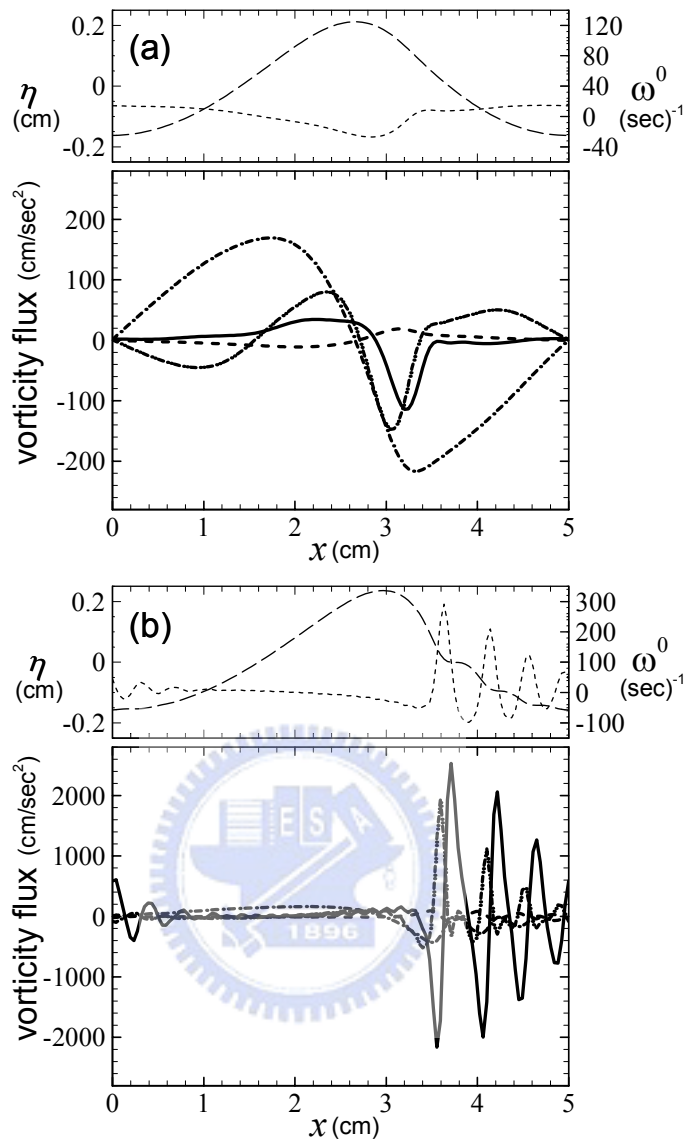 (a)
0.2
0
-0.2
η
(cm)
120
80
40
0
-40
ω⁰
(sec)⁻¹
vorticity flux (cm/sec²)
200
100
0
-100
-200
0 1 2 3 4 5
x (cm)
(b)
0.2
0
-0.2
η
(cm)
300
200
100
0
-100
ω⁰
(sec)⁻¹
vorticity flux (cm/sec²)
2000
1000
0
-1000
-2000
E S A
1896
0 1 2 3 4 5
x (cm)